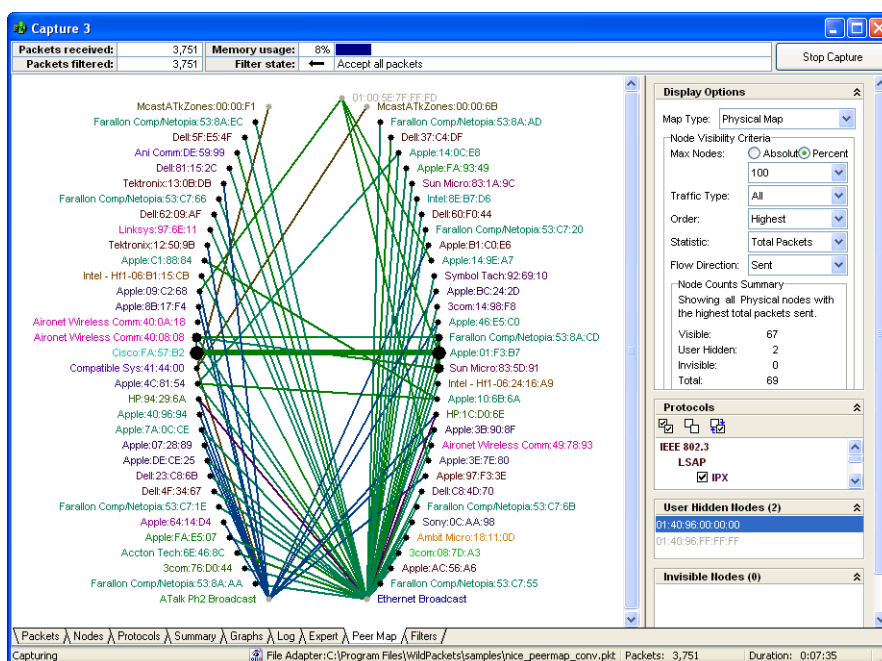 Capture 3
Packets received: 3,751 Memory usage: 8%
Packets filtered: 3,751 Filter state: Accept all packets
Stop Capture
01:00:5E:7F:FF:FD
McastATkZones:00:00:F1 McastATkZones:00:00:6B
Farallon Comp/Netopia:53:8A:EC Farallon Comp/Netopia:53:8A:AD
Dell:5F:E5:4F Dell:37:C4:DF
Ani Comm:DE:59:99 Apple:14:0C:E8
Dell:81:15:2C Apple:FA:93:49
Tektronix:13:0B:DB Sun Micro:83:1A:9C
Farallon Comp/Netopia:53:C7:66 Intel:8E:B7:D6
Dell:62:09:AF Dell:60:F0:44
Linksys:97:6E:11 Farallon Comp/Netopia:53:C7:20
Tektronix:12:50:9B Apple:B1:C0:E6
Apple:C1:88:84 Apple:14:9E:A7
Intel - Hf1-06:B1:15:CB Symbol Tach:92:69:10
Apple:09:C2:68 Apple:BC:24:2D
Apple:8B:17:F4 3com:14:98:F8
Aironet Wireless Comm:40:0A:18 Apple:46:E5:C0
Aironet Wireless Comm:40:08:08 Farallon Comp/Netopia:53:8A:CD
Cisco:FA:57:B2 Apple:01:F3:B7
Compatible Sys:41:44:00 Sun Micro:83:5D:91
Apple:4C:81:54 Intel - Hf1-06:24:16:A9
HP:94:29:6A Apple:10:6B:6A
Apple:40:96:94 HP:1C:D0:6E
Apple:7A:0C:CE Apple:3B:90:8F
Apple:07:28:89 Aironet Wireless Comm:49:78:93
Apple:DE:CE:25 Apple:3E:7E:80
Dell:23:C8:6B Apple:97:F3:3E
Dell:4F:34:67 Dell:C8:4D:70
Farallon Comp/Netopia:53:C7:1E Farallon Comp/Netopia:53:C7:6B
Apple:64:14:D4 Sony:0C:AA:98
Apple:FA:E5:07 Ambit Micro:18:11:0D
Accton Tech:6E:46:8C 3com:08:7D:A3
3com:76:D0:44 Apple:AC:56:A6
Farallon Comp/Netopia:53:8A:AA Farallon Comp/Netopia:53:C7:55
ATalk Ph2 Broadcast Ethernet Broadcast
Display Options
Map Type: Physical Map
Node Visibility Criteria
Max Nodes: Absolut Percent
100
Traffic Type: All
Order: Highest
Statistic: Total Packets
Flow Direction: Sent
Node Counts Summary
Showing all Physical nodes with
the highest total packets sent.
Visible: 67
User Hidden: 2
Invisible: 0
Total: 69
Protocols
IEEE 802.3
LSAP
IPX
User Hidden Nodes (2)
01:40:96:00:00:00
01:40:96:FF:FF:FF
Invisible Nodes (0)
Packets Nodes Protocols Summary Graphs Log Expert Peer Map Filters
Capturing File Adapter:C:\Program Files\WildPackets\samples\nice_peermap_conv.pkt Packets: 3,751 Duration: 0:07:35